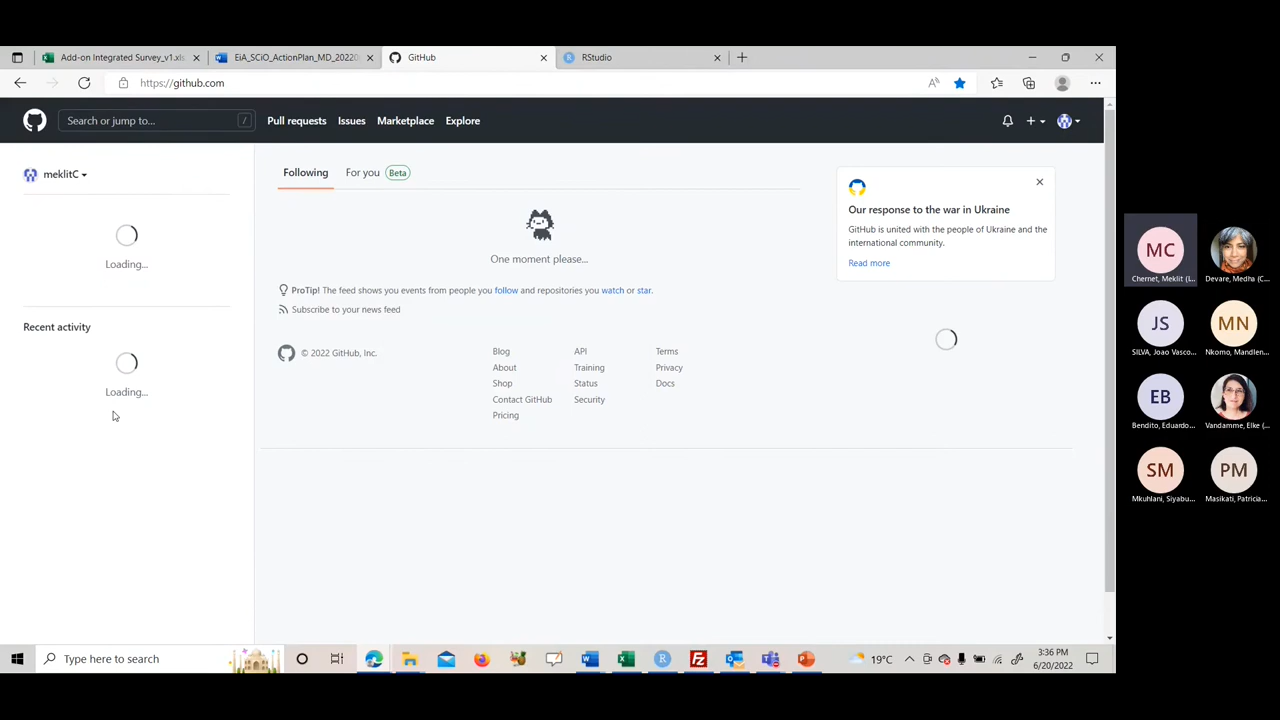 Add-on Integrated Survey_v1.xls
EiA_SCiO_ActionPlan_MD_20220
GitHub
RStudio
https://github.com
Search or jump to...
/
Pull requests
Issues
Marketplace
Explore
meklitC
Loading...
Recent activity
Loading...
Following
For you
Beta
One moment please...
ProTip! The feed shows you events from people you follow and repositories you watch or star.
Subscribe to your news feed
© 2022 GitHub, Inc.
Blog
About
Shop
Contact GitHub
Pricing
API
Training
Status
Security
Terms
Privacy
Docs
Our response to the war in Ukraine
GitHub is united with the people of Ukraine and the
international community.
Read more
MC
Chernet, Meklit (I...
Devare, Medha (C...
JS
SILVA, Joao Vasco...
MN
Nkomo, Mandlen...
EB
Bendito, Eduardo...
Vandamme, Elke (...
SM
Mkuhlani, Siyabu...
PM
Masikati, Patricia...
Type here to search
19°C
3:36 PM
6/20/2022